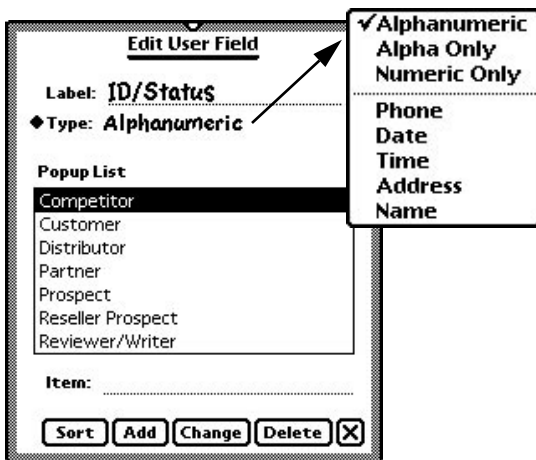 Edit User Field
Label: ID/Status
◆Type: Alphanumeric
Popup List
Competitor
Customer
Distributor
Partner
Prospect
Reseller Prospect
Reviewer/Writer
Item:
Sort Add Change Delete X
✓Alphanumeric
Alpha Only
Numeric Only
Phone
Date
Time
Address
Name